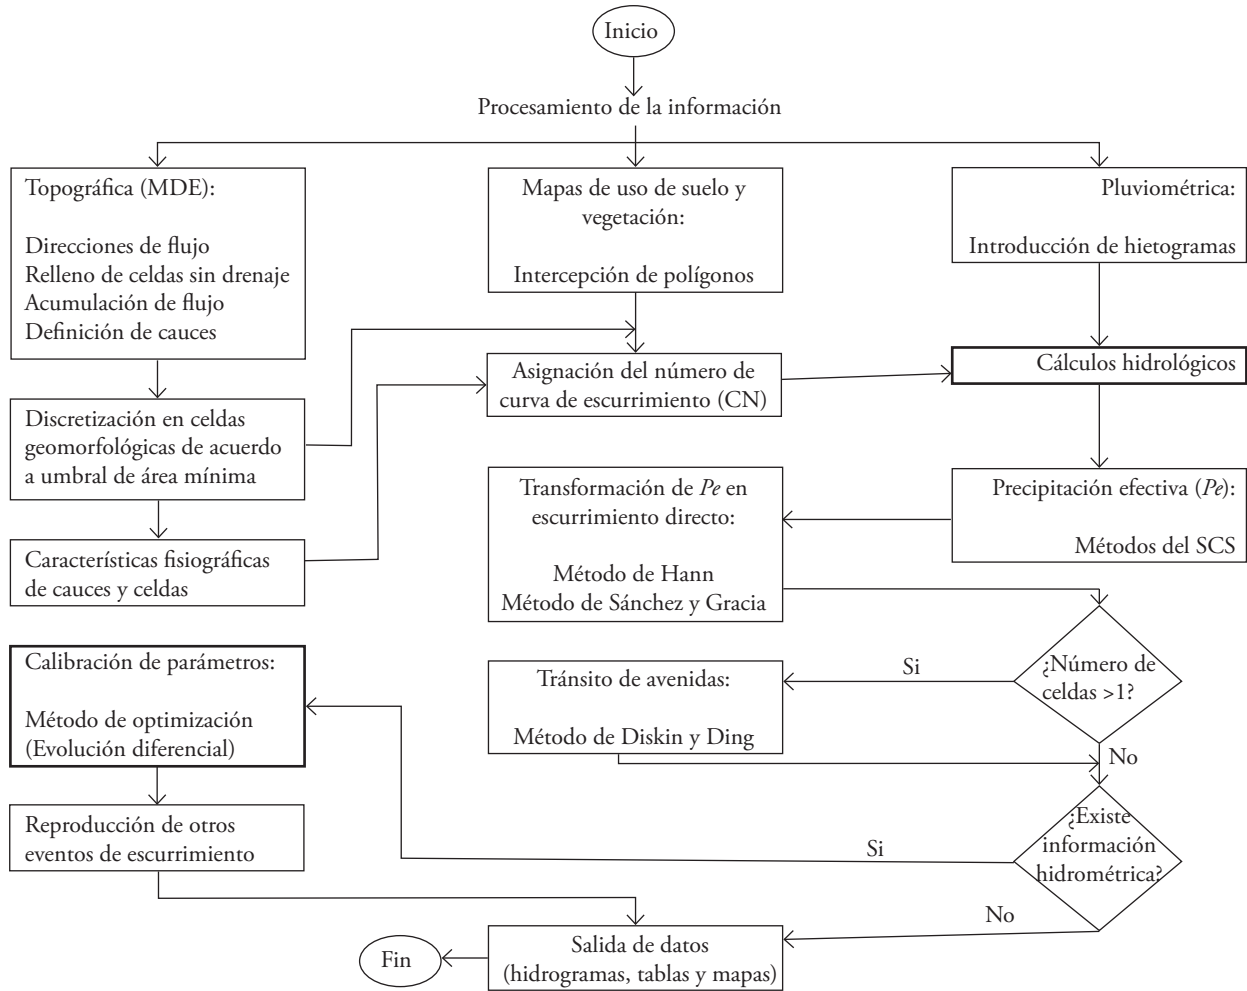 Inicio
Procesamiento de la información
Topográfica (MDE):
Direcciones de flujo
Relleno de celdas sin drenaje
Acumulación de flujo
Definición de cauces
Mapas de uso de suelo y
vegetación:
Intercepción de polígonos
Pluviométrica:
Introducción de hietogramas
Discretización en celdas
geomorfológicas de acuerdo
a umbral de área mínima
Asignación del número de
curva de escurrimiento (CN)
Cálculos hidrológicos
Características fisiográficas
de cauces y celdas
Transformación de Pe en
escurrimiento directo:
Método de Hann
Método de Sánchez y Gracia
Precipitación efectiva (Pe):
Métodos del SCS
¿Número de
celdas >1?
Si
No
Tránsito de avenidas:
Método de Diskin y Ding
Calibración de parámetros:
Método de optimización
(Evolución diferencial)
¿Existe
información
hidrométrica?
Si
No
Reproducción de otros
eventos de escurrimiento
Salida de datos
(hidrogramas, tablas y mapas)
Fin